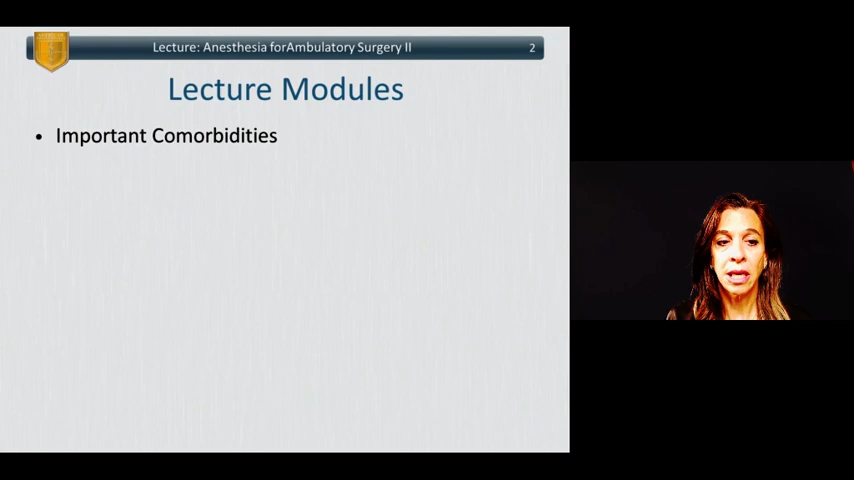 Lecture: Anesthesia forAmbulatory Surgery II 2
Lecture Modules
• Important Comorbidities